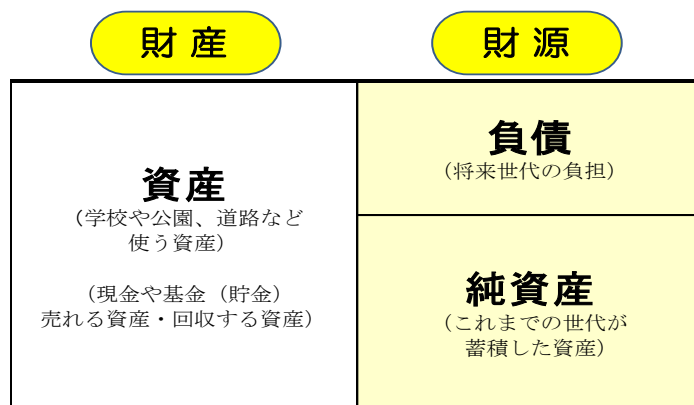 財産
財源
資産
（学校や公園、道路など
使う資産）
（現金や基金（貯金）
売れる資産・回収する資産）
負債
（将来世代の負担）
純資産
（これまでの世代が
蓄積した資産）